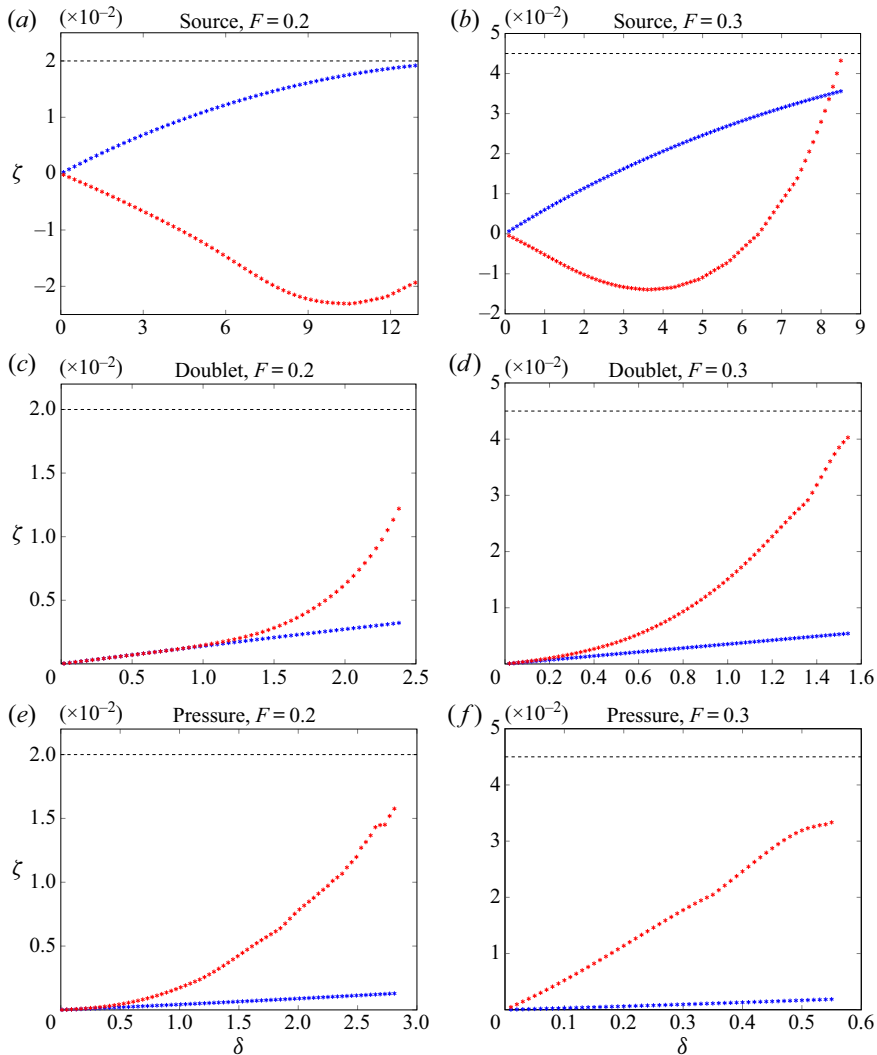 (a) (×10⁻²) Source, F = 0.2
2
1
ζ 0
−1
−2
0 3 6 9 12
(b) (×10⁻²) Source, F = 0.3
5
4
3
2
1
0
−1
−2
0 1 2 3 4 5 6 7 8 9
(c) (×10⁻²) Doublet, F = 0.2
2.0
1.5
ζ 1.0
0.5
0.5 1.0 1.5 2.0 2.5
(d) (×10⁻²) Doublet, F = 0.3
5
4
3
2
1
0
0.2 0.4 0.6 0.8 1.0 1.2 1.4 1.6
(e) (×10⁻²) Pressure, F = 0.2
2.0
1.5
ζ 1.0
0.5
0 0.5 1.0 1.5 2.0 2.5 3.0
δ
(f) (×10⁻²) Pressure, F = 0.3
5
4
3
2
1
0
0.1 0.2 0.3 0.4 0.5 0.6
δ